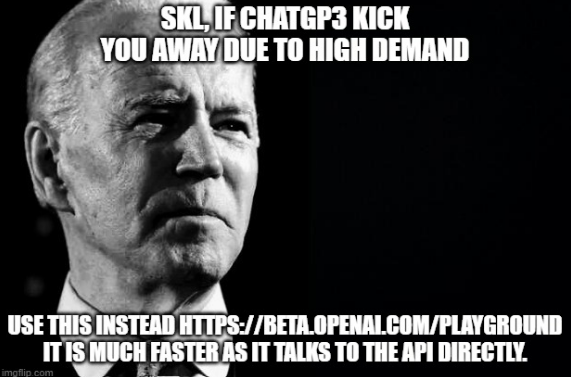 SKL, IF CHATGP3 KICK
YOU AWAY DUE TO HIGH DEMAND
USE THIS INSTEAD HTTPS://BETA.OPENAI.COM/PLAYGROUND
IT IS MUCH FASTER AS IT TALKS TO THE API DIRECTLY.
imgflip.com